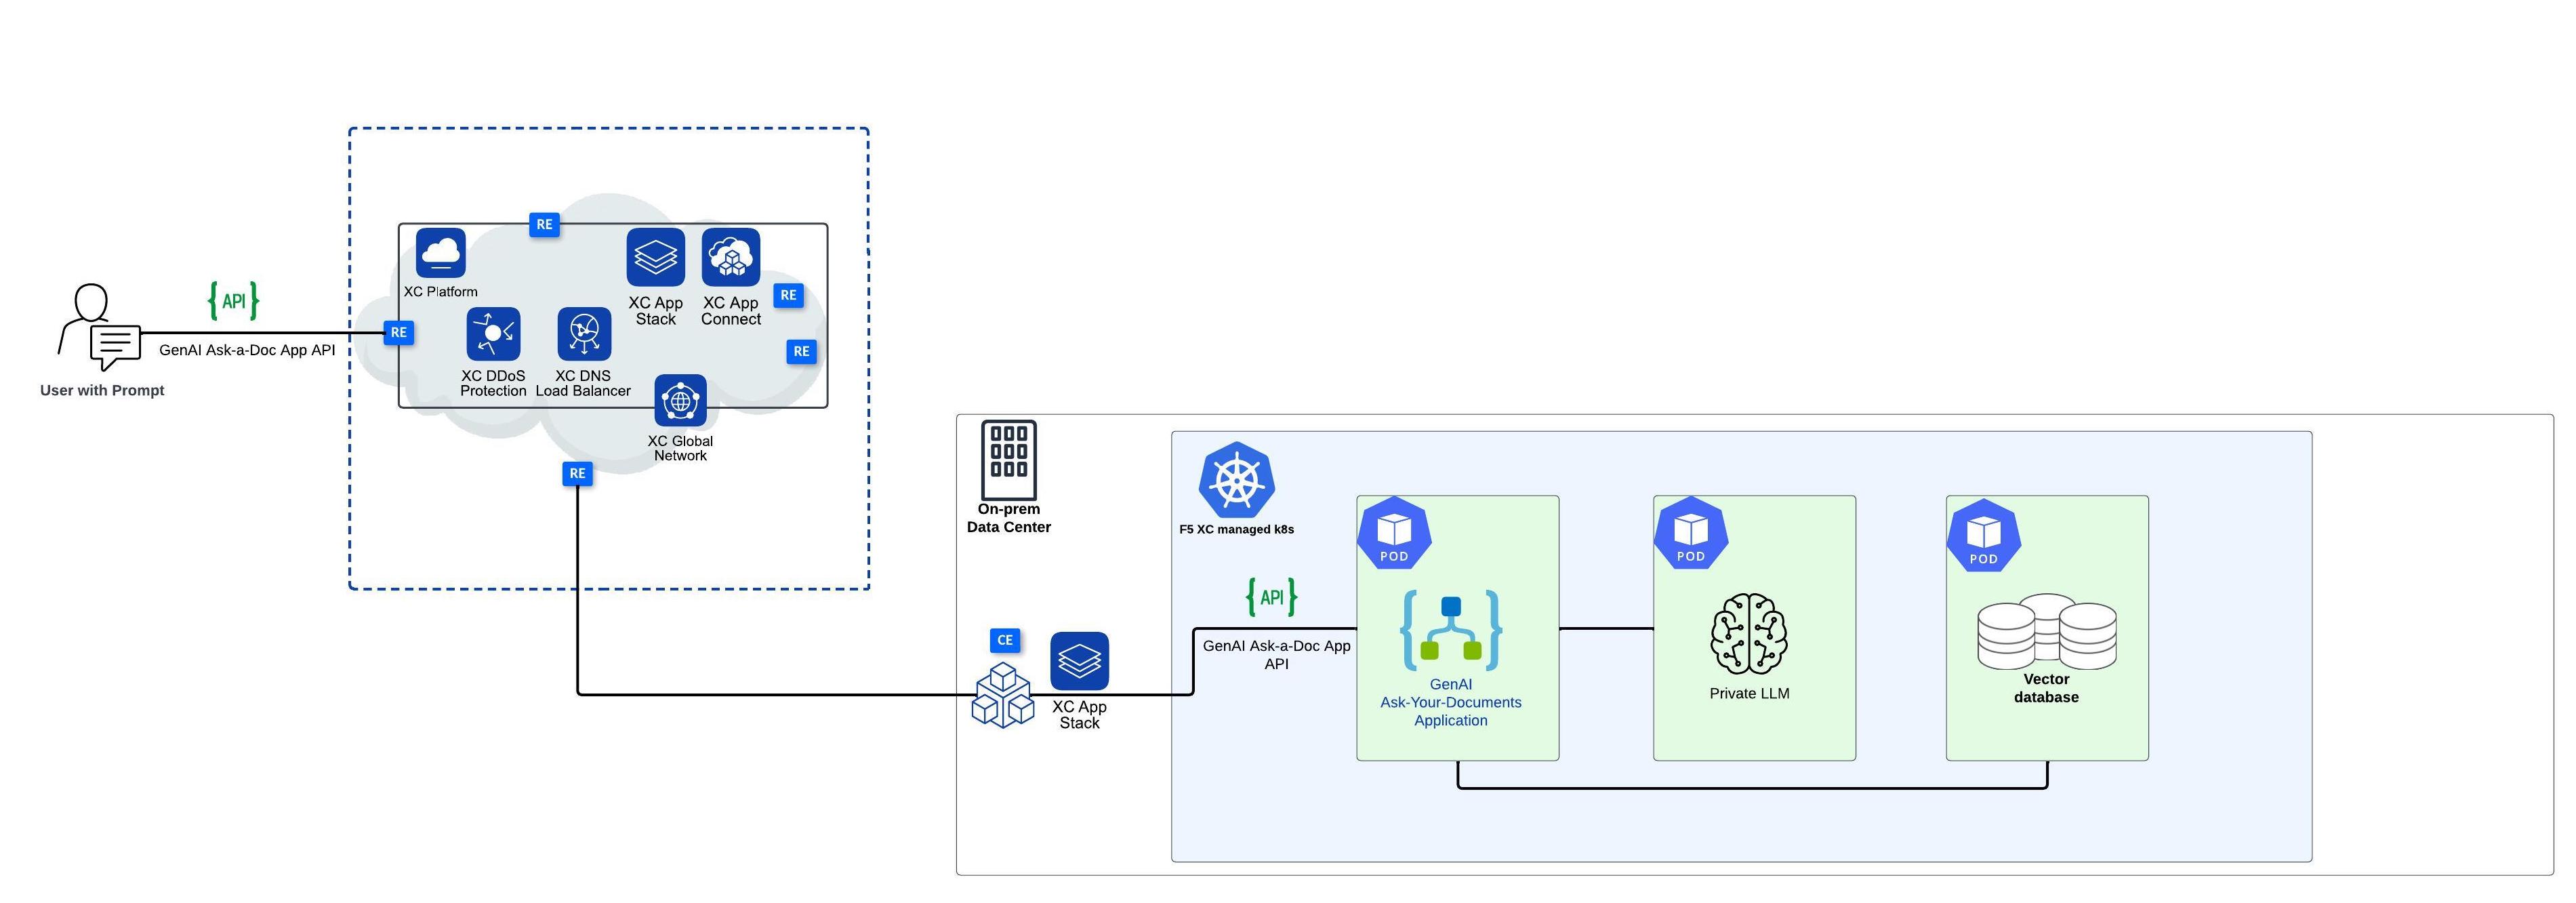 {API}
GenAI Ask-a-Doc App API
User with Prompt
RE
RE
XC Platform
XC App
Stack
XC App
Connect
RE
RE
XC DDoS
Protection
XC DNS
Load Balancer
XC Global
Network
RE
On-prem
Data Center
CE
XC App
Stack
F5 XC managed k8s
{API}
GenAI Ask-a-Doc App
API
POD
GenAI
Ask-Your-Documents
Application
POD
Private LLM
POD
Vector
database